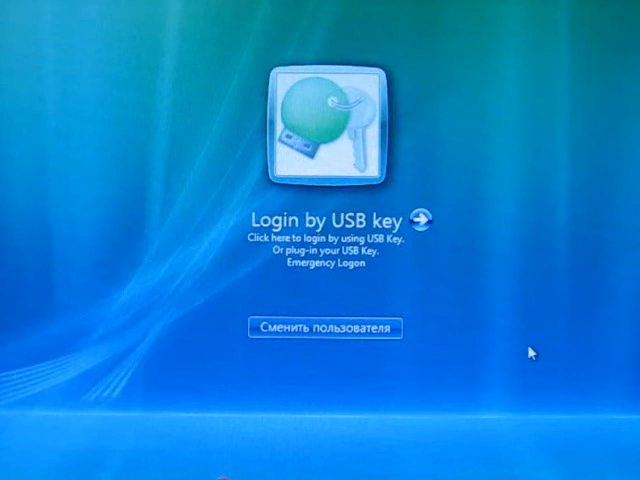 Login by USB key
Click here to login by using USB Key.
Or plug-in your USB Key.
Emergency Logon
Сменить пользователя